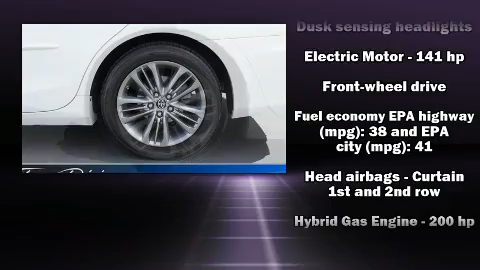 Dusk sensing headlights
Electric Motor - 141 hp
Front-wheel drive
Fuel economy EPA highway
(mpg): 38 and EPA
city (mpg): 41
Head airbags - Curtain
1st and 2nd row
Hybrid Gas Engine - 200 hp